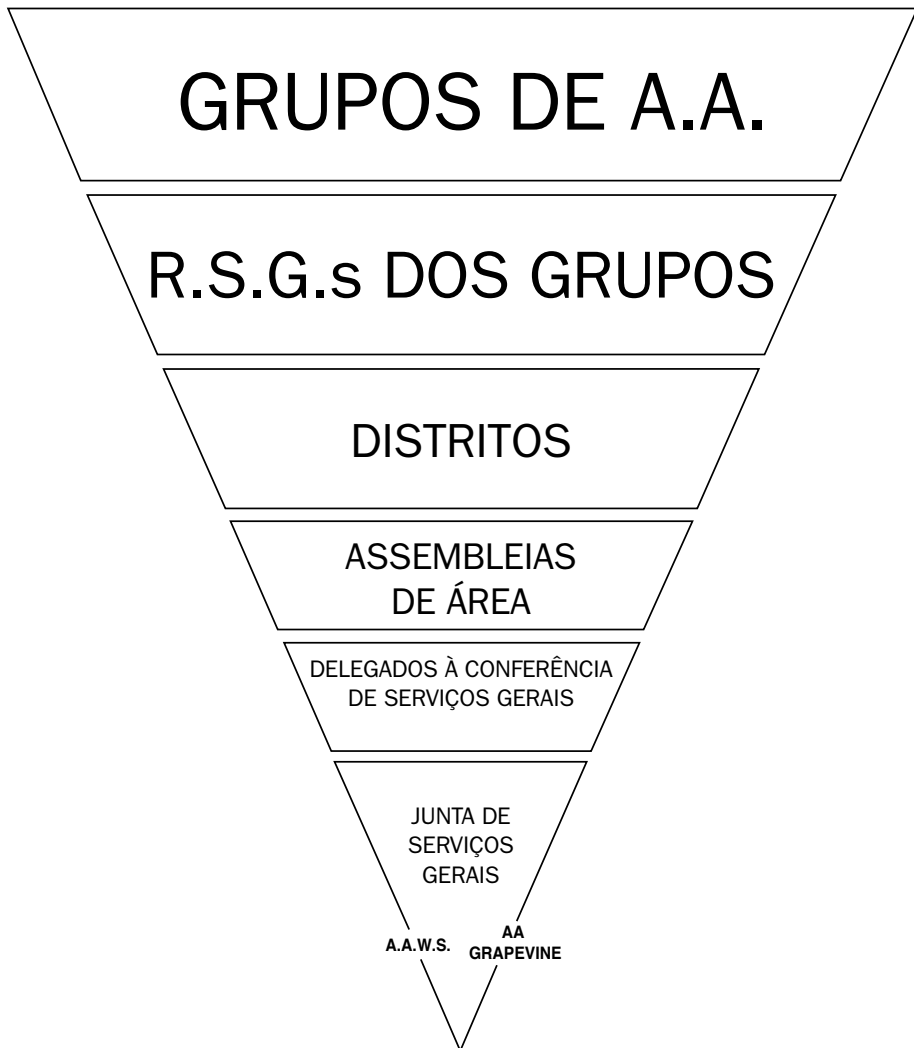 GRUPOS DE A.A.
R.S.G.s DOS GRUPOS
DISTRITOS
ASSEMBLEIAS
DE ÁREA
DELEGADOS À CONFERÊNCIA
DE SERVIÇOS GERAIS
JUNTA DE
SERVIÇOS
GERAIS
A.A.W.S.
AA
GRAPEVINE